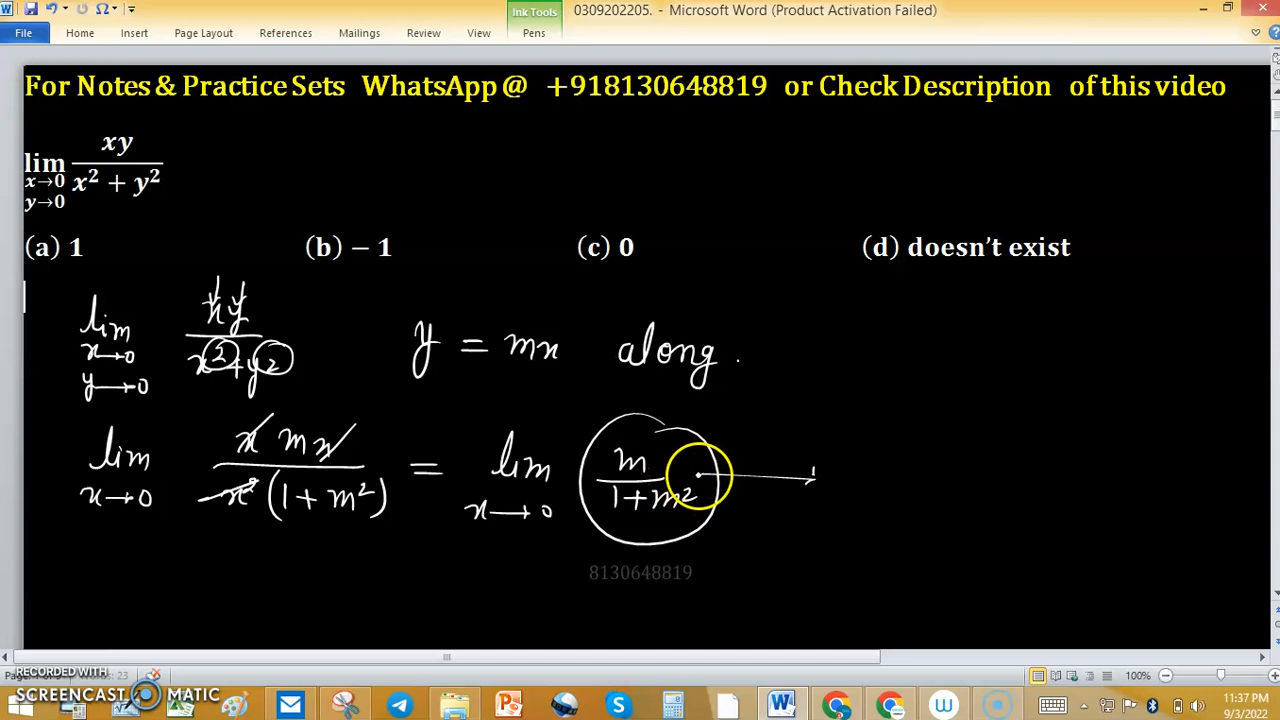 0309202205. - Microsoft Word (Product Activation Failed)
Ink Tools
File Home Insert Page Layout References Mailings Review View Pens
For Notes & Practice Sets WhatsApp @ +918130648819 or Check Description of this video
lim x→0 y→0 xy / x² + y²
(a) 1 (b) − 1 (c) 0 (d) doesn't exist
lim x→0 y→0 xy / x²+y² y = mx along .
lim x→0 x mx / x² (1+m²) = lim x→0 m / 1+m²
8130648819
RECORDED WITH
SCREENCAST MATIC
23
100%
11:37 PM
9/3/2022